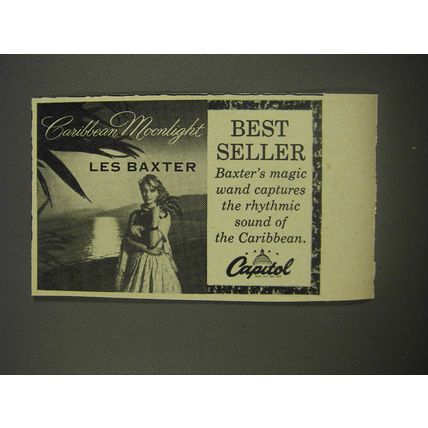 Caribbean Moonlight
LES BAXTER
BEST
SELLER
Baxter's magic
wand captures
the rhythmic
sound of
the Caribbean.
Capitol